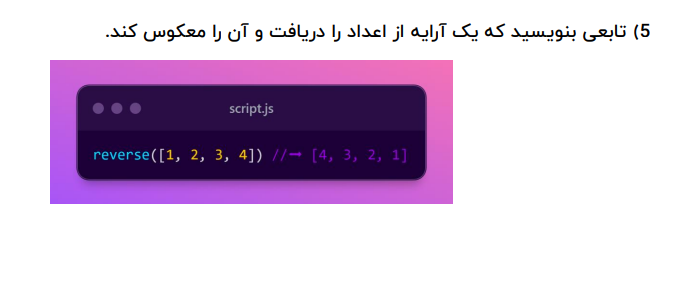 5) تابعی بنویسید که یک آرایه از اعداد را دریافت و آن را معکوس کند.
script.js
reverse([1, 2, 3, 4]) //→ [4, 3, 2, 1]